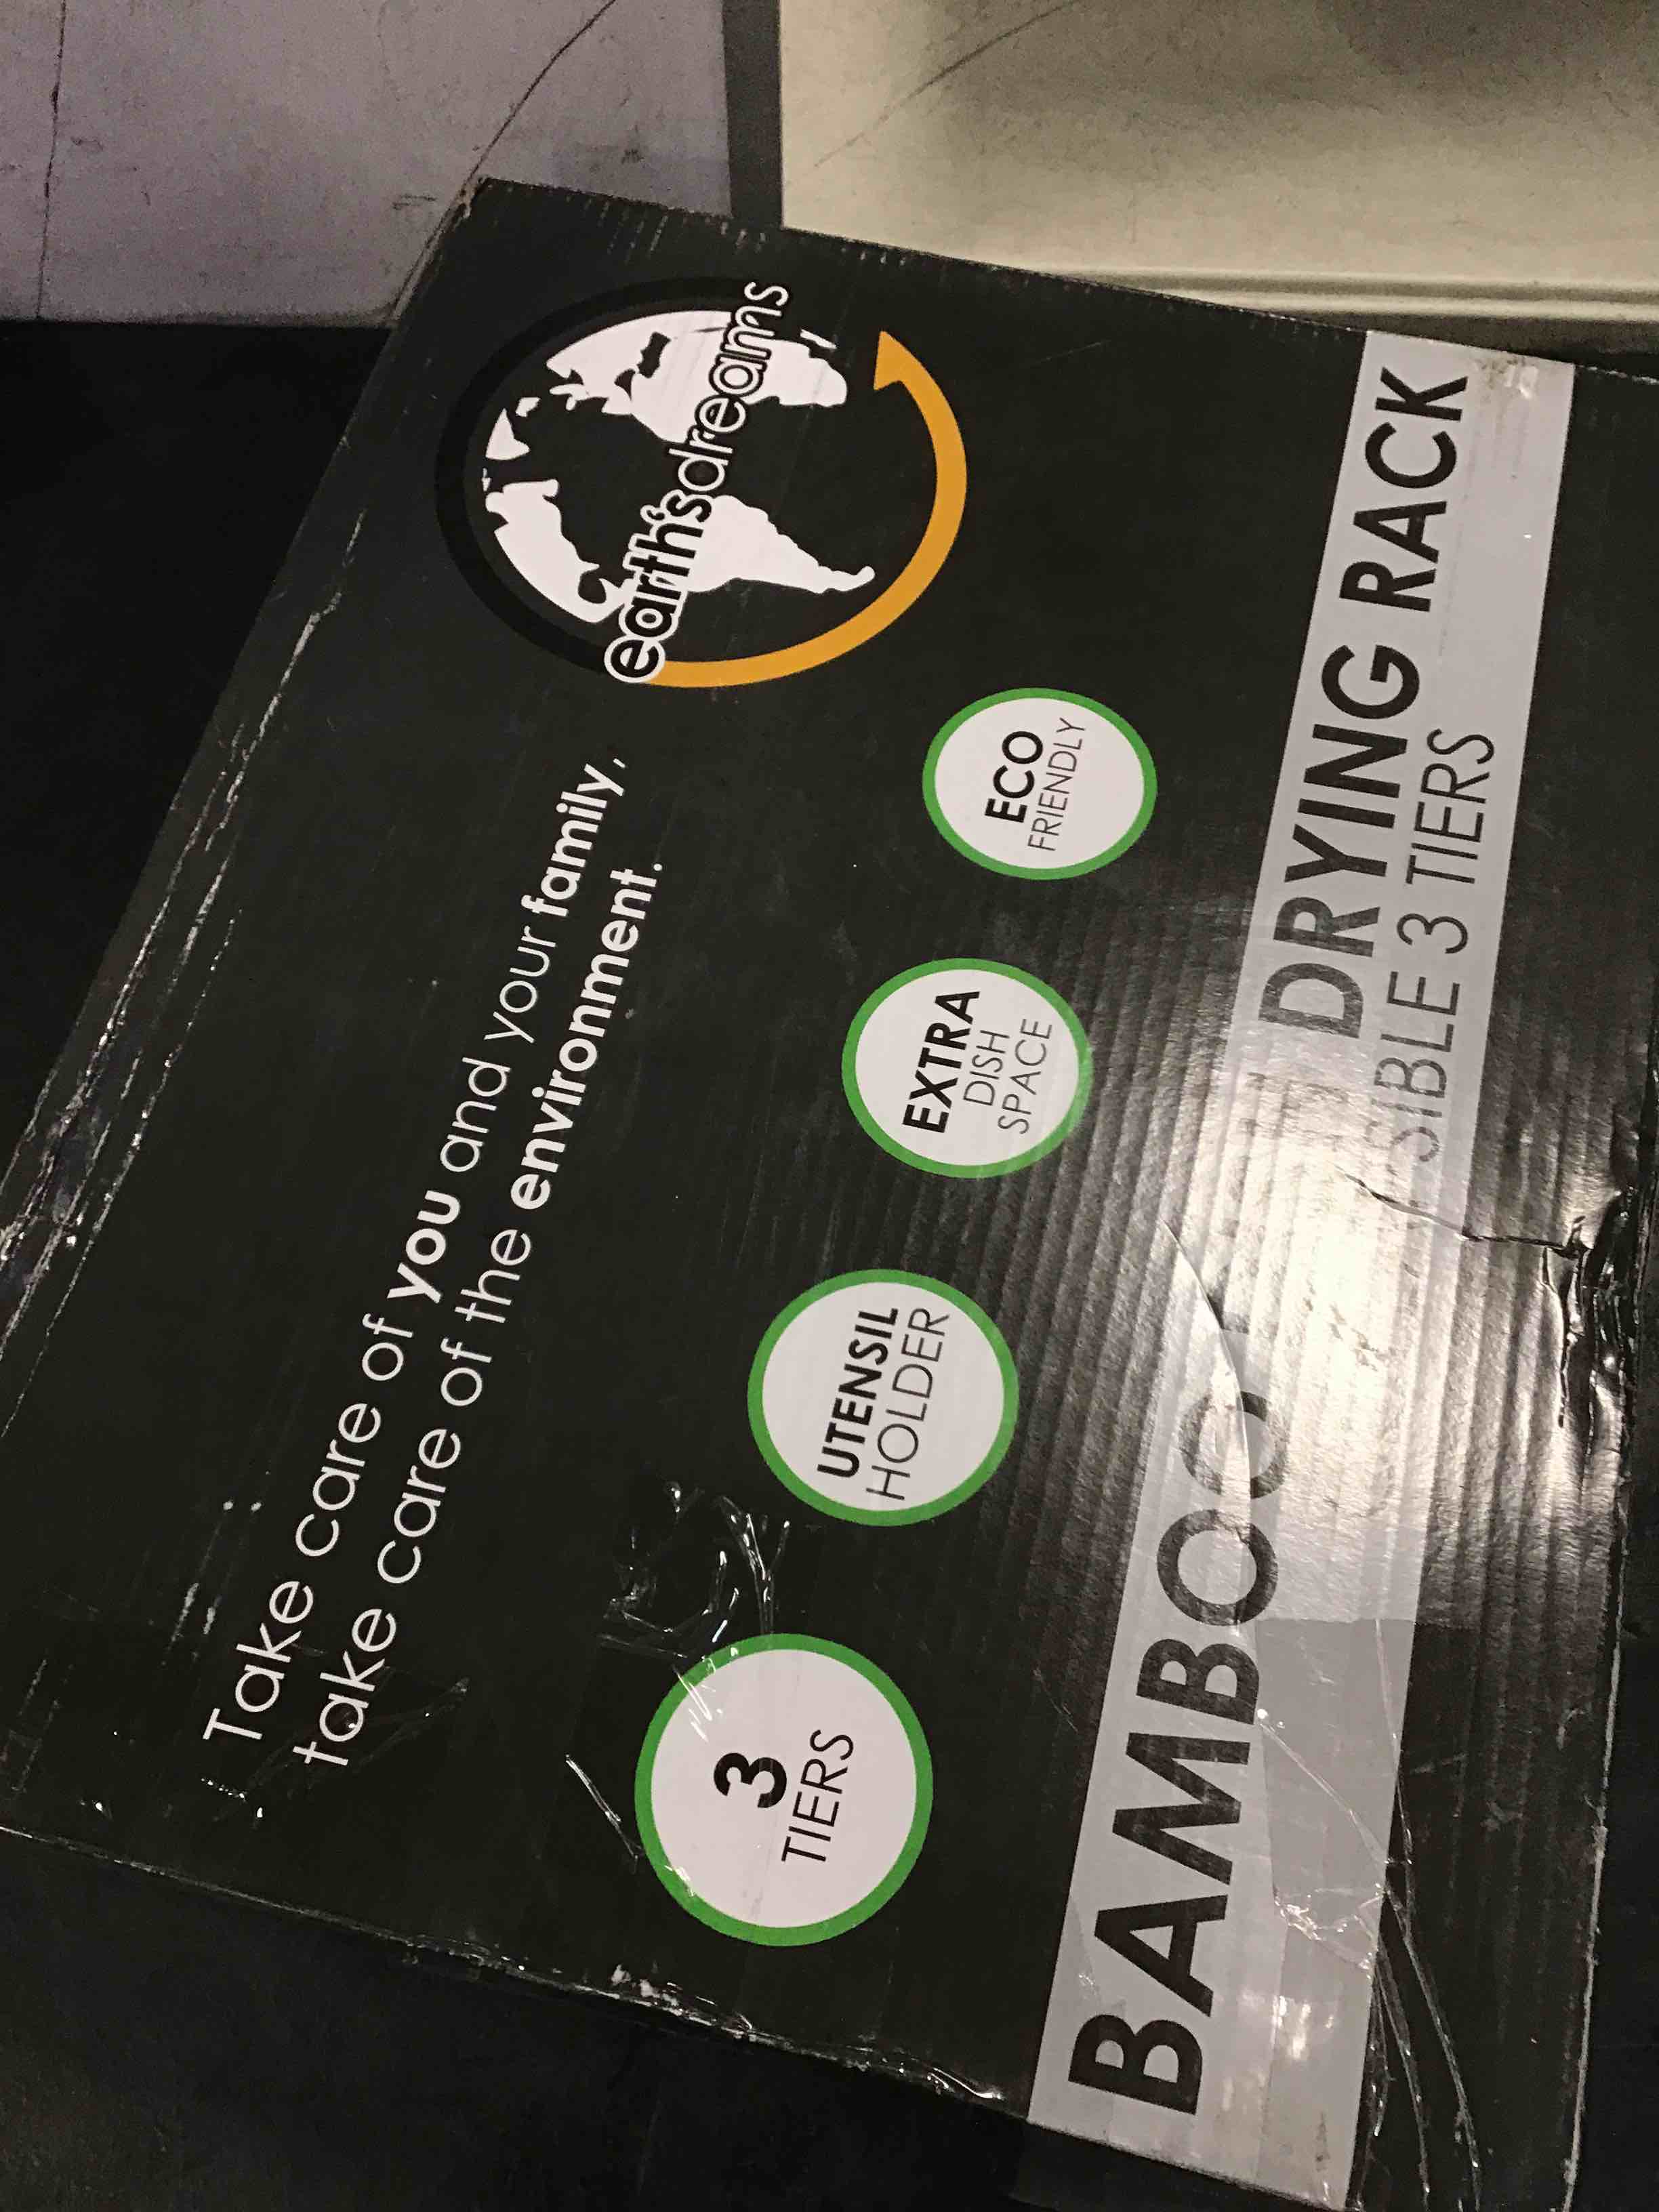 Take care of you and your family,
take care of the environment.
earth'sdreams
3
TIERS
UTENSIL
HOLDER
EXTRA
DISH
SPACE
ECO
FRIENDLY
BAMBOO DRYING RACK
SIBLE 3 TIERS